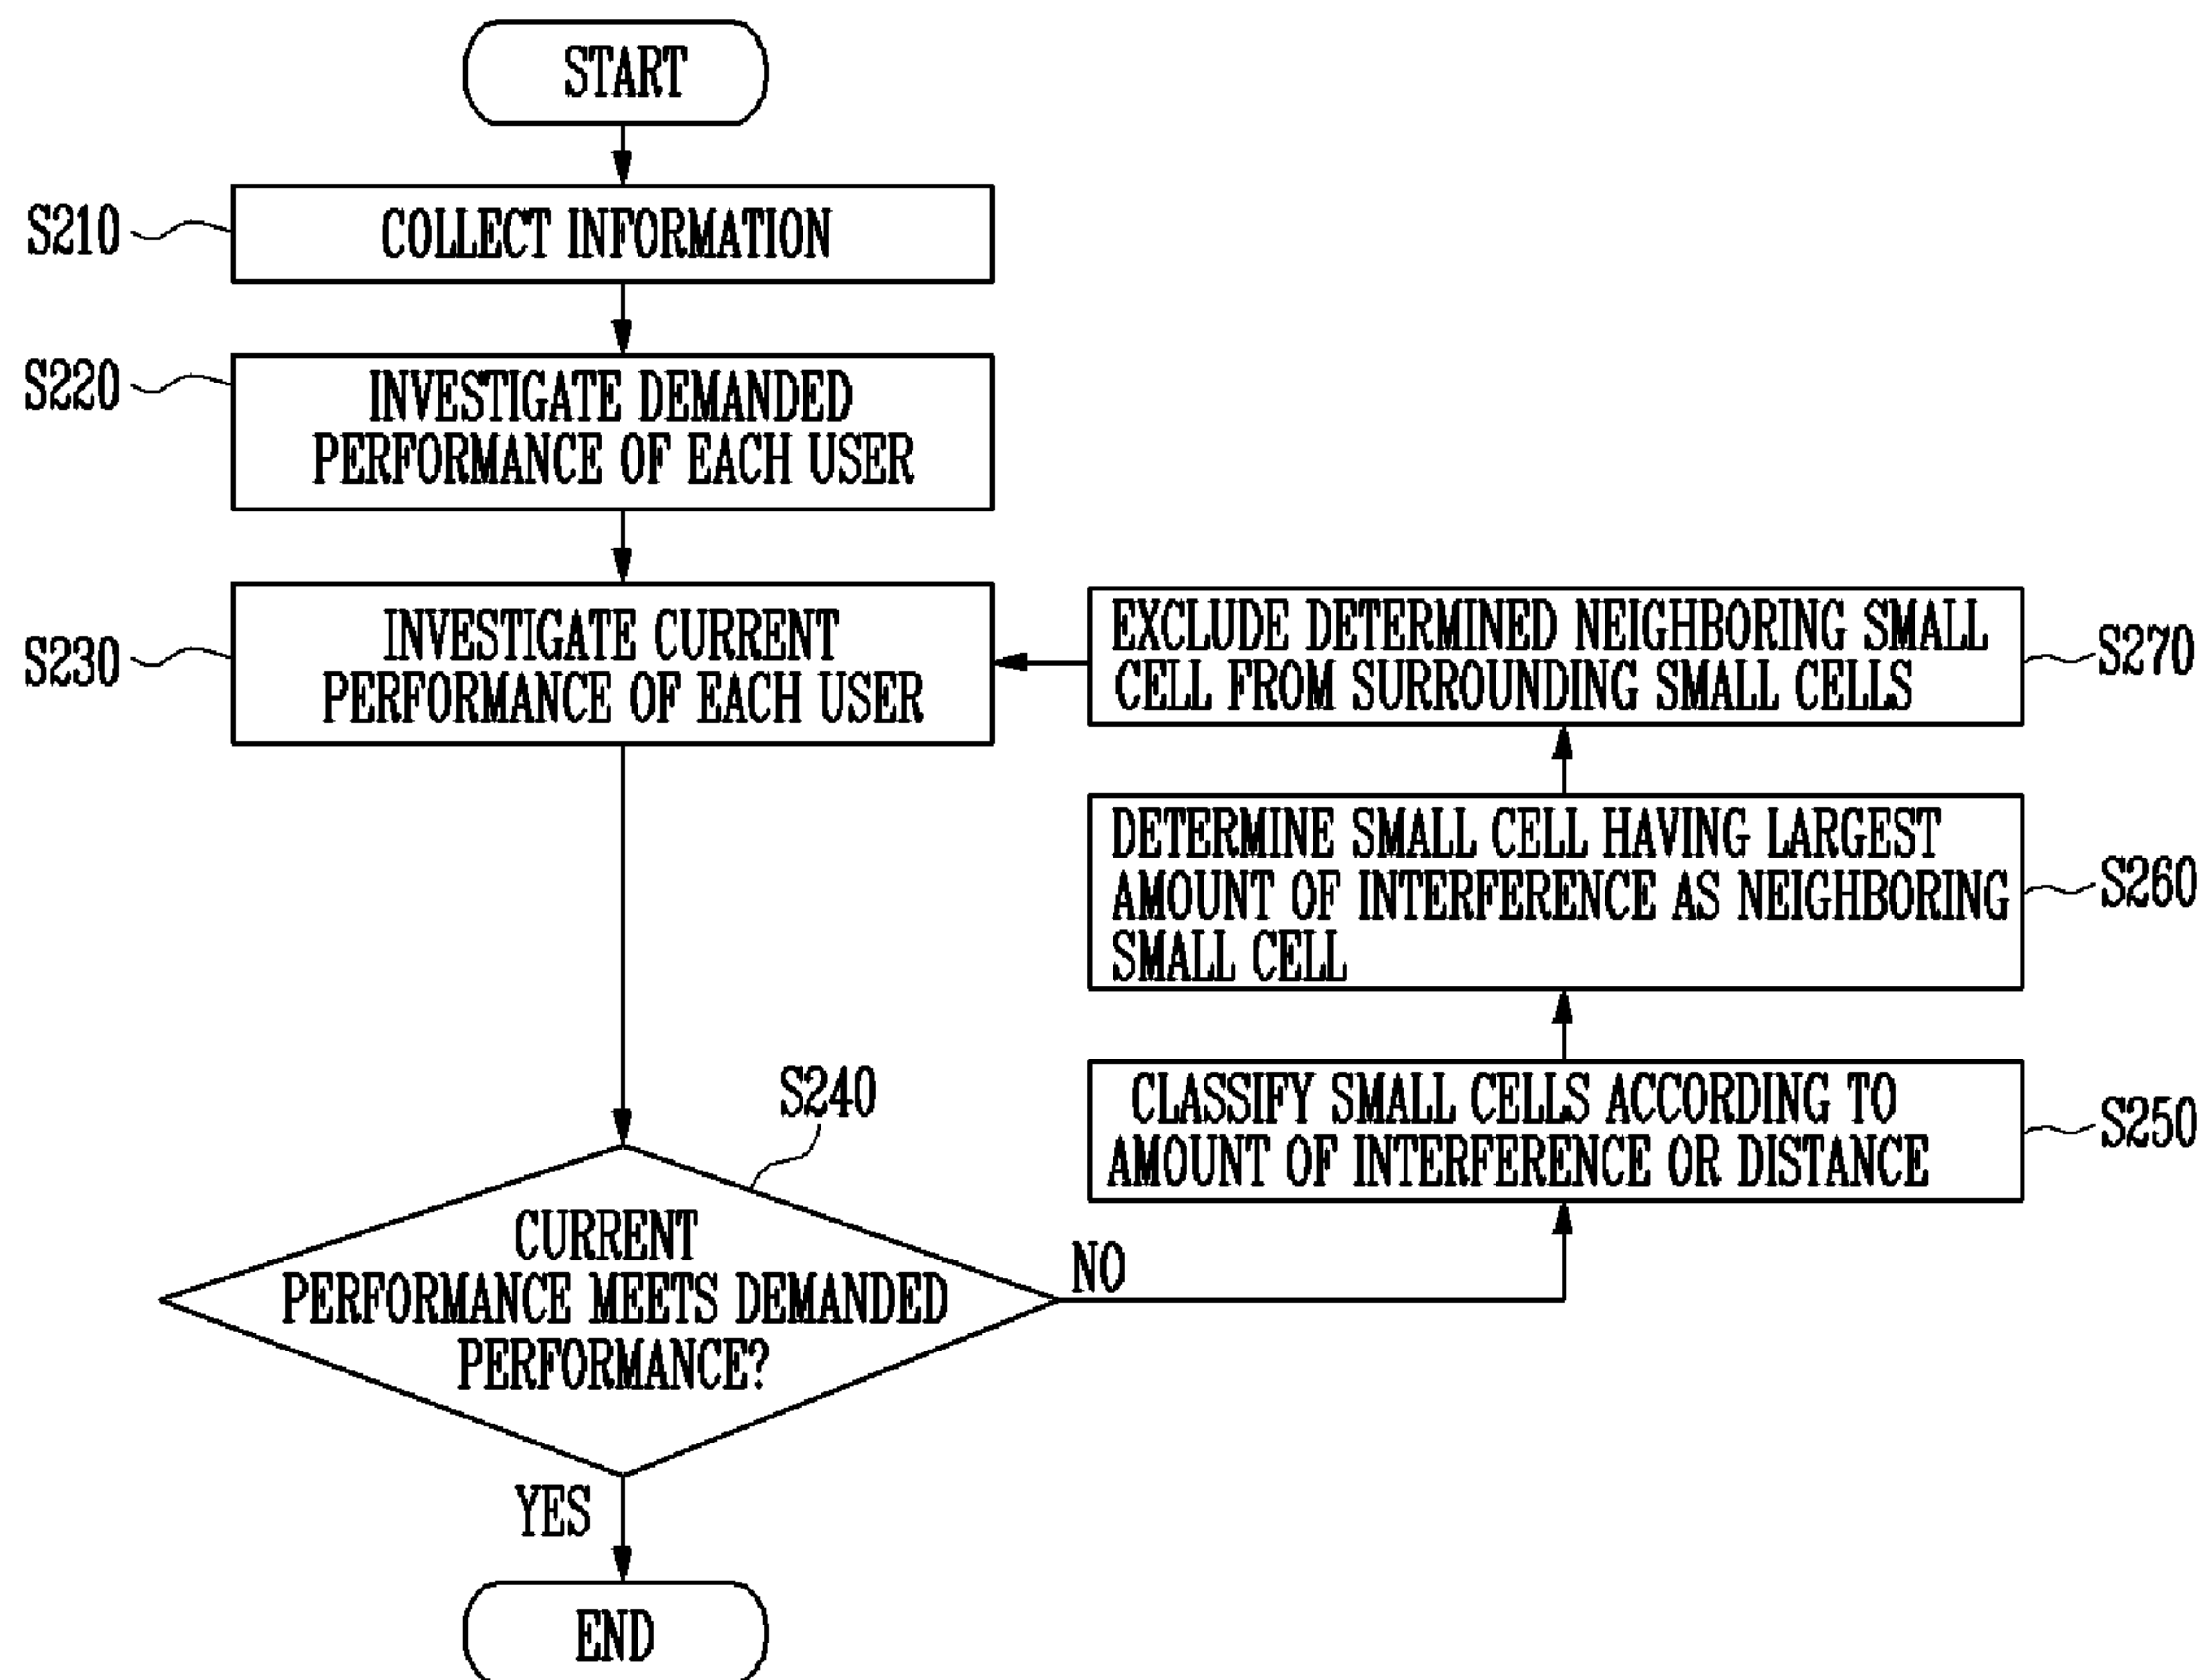 START
S210
COLLECT INFORMATION
S220
INVESTIGATE DEMANDED
PERFORMANCE OF EACH USER
S230
INVESTIGATE CURRENT
PERFORMANCE OF EACH USER
EXCLUDE DETERMINED NEIGHBORING SMALL
CELL FROM SURROUNDING SMALL CELLS
S270
DETERMINE SMALL CELL HAVING LARGEST
AMOUNT OF INTERFERENCE AS NEIGHBORING
SMALL CELL
S260
CLASSIFY SMALL CELLS ACCORDING TO
AMOUNT OF INTERFERENCE OR DISTANCE
S250
S240
CURRENT
PERFORMANCE MEETS DEMANDED
PERFORMANCE?
NO
YES
END